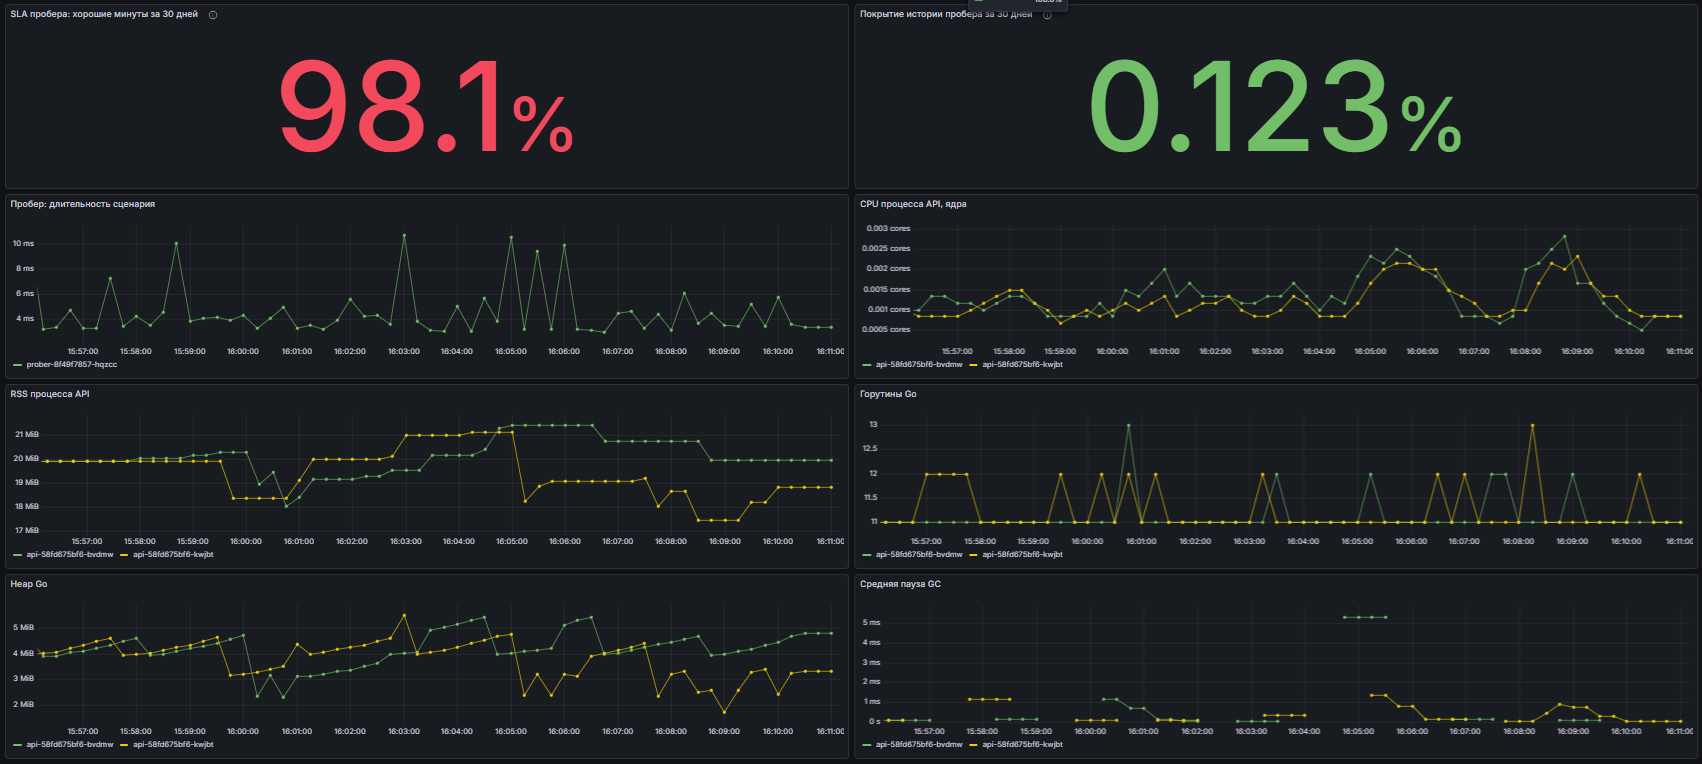 SLA пробера: хорошие минуты за 30 дней
98.1%
Покрытие истории пробера за 30 дней
0.123%
Пробер: длительность сценария
10 ms
8 ms
6 ms
4 ms
15:57:00 15:58:00 15:59:00 16:00:00 16:01:00 16:02:00 16:03:00 16:04:00 16:05:00 16:06:00 16:07:00 16:08:00 16:09:00 16:10:00 16:11:00
prober-8f49f7857-hqzcc
CPU процесса API, ядра
0.003 cores
0.0025 cores
0.002 cores
0.0015 cores
0.001 cores
0.0005 cores
15:57:00 15:58:00 15:59:00 16:00:00 16:01:00 16:02:00 16:03:00 16:04:00 16:05:00 16:06:00 16:07:00 16:08:00 16:09:00 16:10:00 16:11:00
api-58fd675bf6-bvdmw api-58fd675bf6-kwjbt
RSS процесса API
21 MiB
20 MiB
19 MiB
18 MiB
17 MiB
15:57:00 15:58:00 15:59:00 16:00:00 16:01:00 16:02:00 16:03:00 16:04:00 16:05:00 16:06:00 16:07:00 16:08:00 16:09:00 16:10:00 16:11:00
api-58fd675bf6-bvdmw api-58fd675bf6-kwjbt
Горутины Go
13
12.5
12
11.5
11
15:57:00 15:58:00 15:59:00 16:00:00 16:01:00 16:02:00 16:03:00 16:04:00 16:05:00 16:06:00 16:07:00 16:08:00 16:09:00 16:10:00 16:11:00
api-58fd675bf6-bvdmw api-58fd675bf6-kwjbt
Heap Go
5 MiB
4 MiB
3 MiB
2 MiB
15:57:00 15:58:00 15:59:00 16:00:00 16:01:00 16:02:00 16:03:00 16:04:00 16:05:00 16:06:00 16:07:00 16:08:00 16:09:00 16:10:00 16:11:00
api-58fd675bf6-bvdmw api-58fd675bf6-kwjbt
Средняя пауза GC
5 ms
4 ms
3 ms
2 ms
1 ms
0 s
15:57:00 15:58:00 15:59:00 16:00:00 16:01:00 16:02:00 16:03:00 16:04:00 16:05:00 16:06:00 16:07:00 16:08:00 16:09:00 16:10:00 16:11:00
api-58fd675bf6-bvdmw api-58fd675bf6-kwjbt